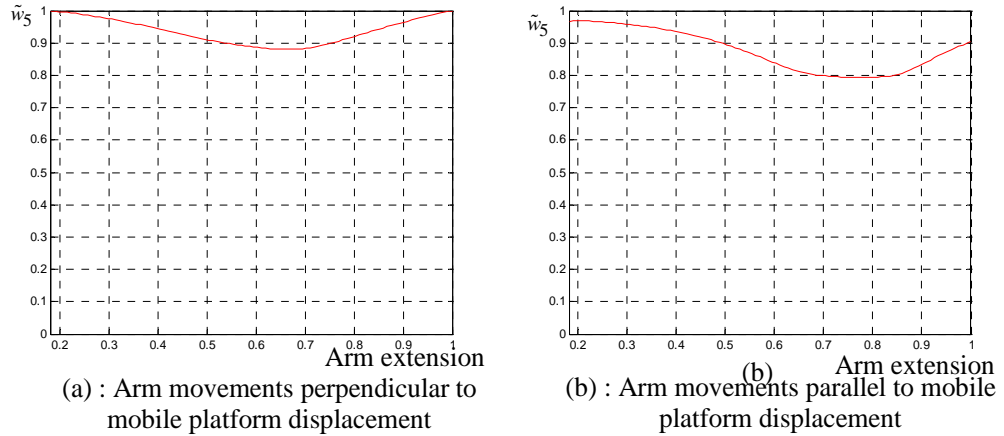 w̃5
1
0.9
0.8
0.7
0.6
0.5
0.4
0.3
0.2
0.1
0
0.2 0.3 0.4 0.5 0.6 0.7 0.8 0.9 1
Arm extension
(a) : Arm movements perpendicular to
mobile platform displacement
w̃5
1
0.9
0.8
0.7
0.6
0.5
0.4
0.3
0.2
0.1
0
0.2 0.3 0.4 0.5 0.6 0.7 0.8 0.9 1
Arm extension
(b)
(b) : Arm movements parallel to mobile
platform displacement